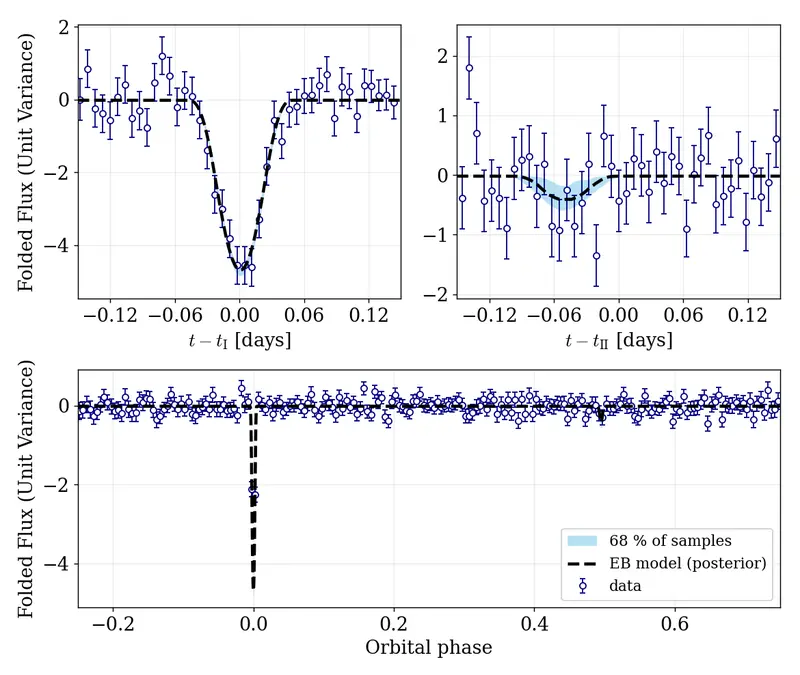 Folded Flux (Unit Variance)
2
0
−2
−4
−0.12 −0.06 0.00 0.06 0.12
t − tI [days]
2
1
0
−1
−2
−0.12 −0.06 0.00 0.06 0.12
t − tII [days]
Folded Flux (Unit Variance)
0
−2
−4
68 % of samples
EB model (posterior)
data
−0.2 0.0 0.2 0.4 0.6
Orbital phase